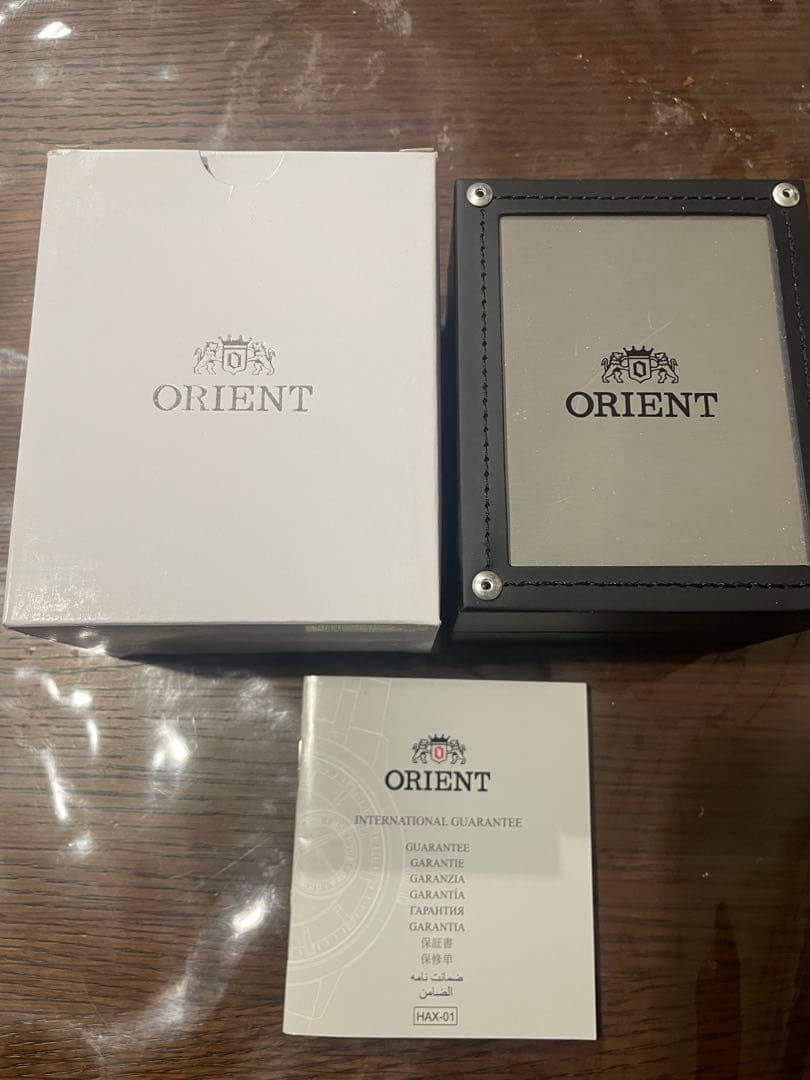 ORIENT
ORIENT
ORIENT
INTERNATIONAL GUARANTEE
GUARANTEE
GARANTIE
GARANZIA
GARANTÍA
ГАРАНТИЯ
GARANTIA
保証書
保修单
ضمانت نامه
الضامن
HAX-01